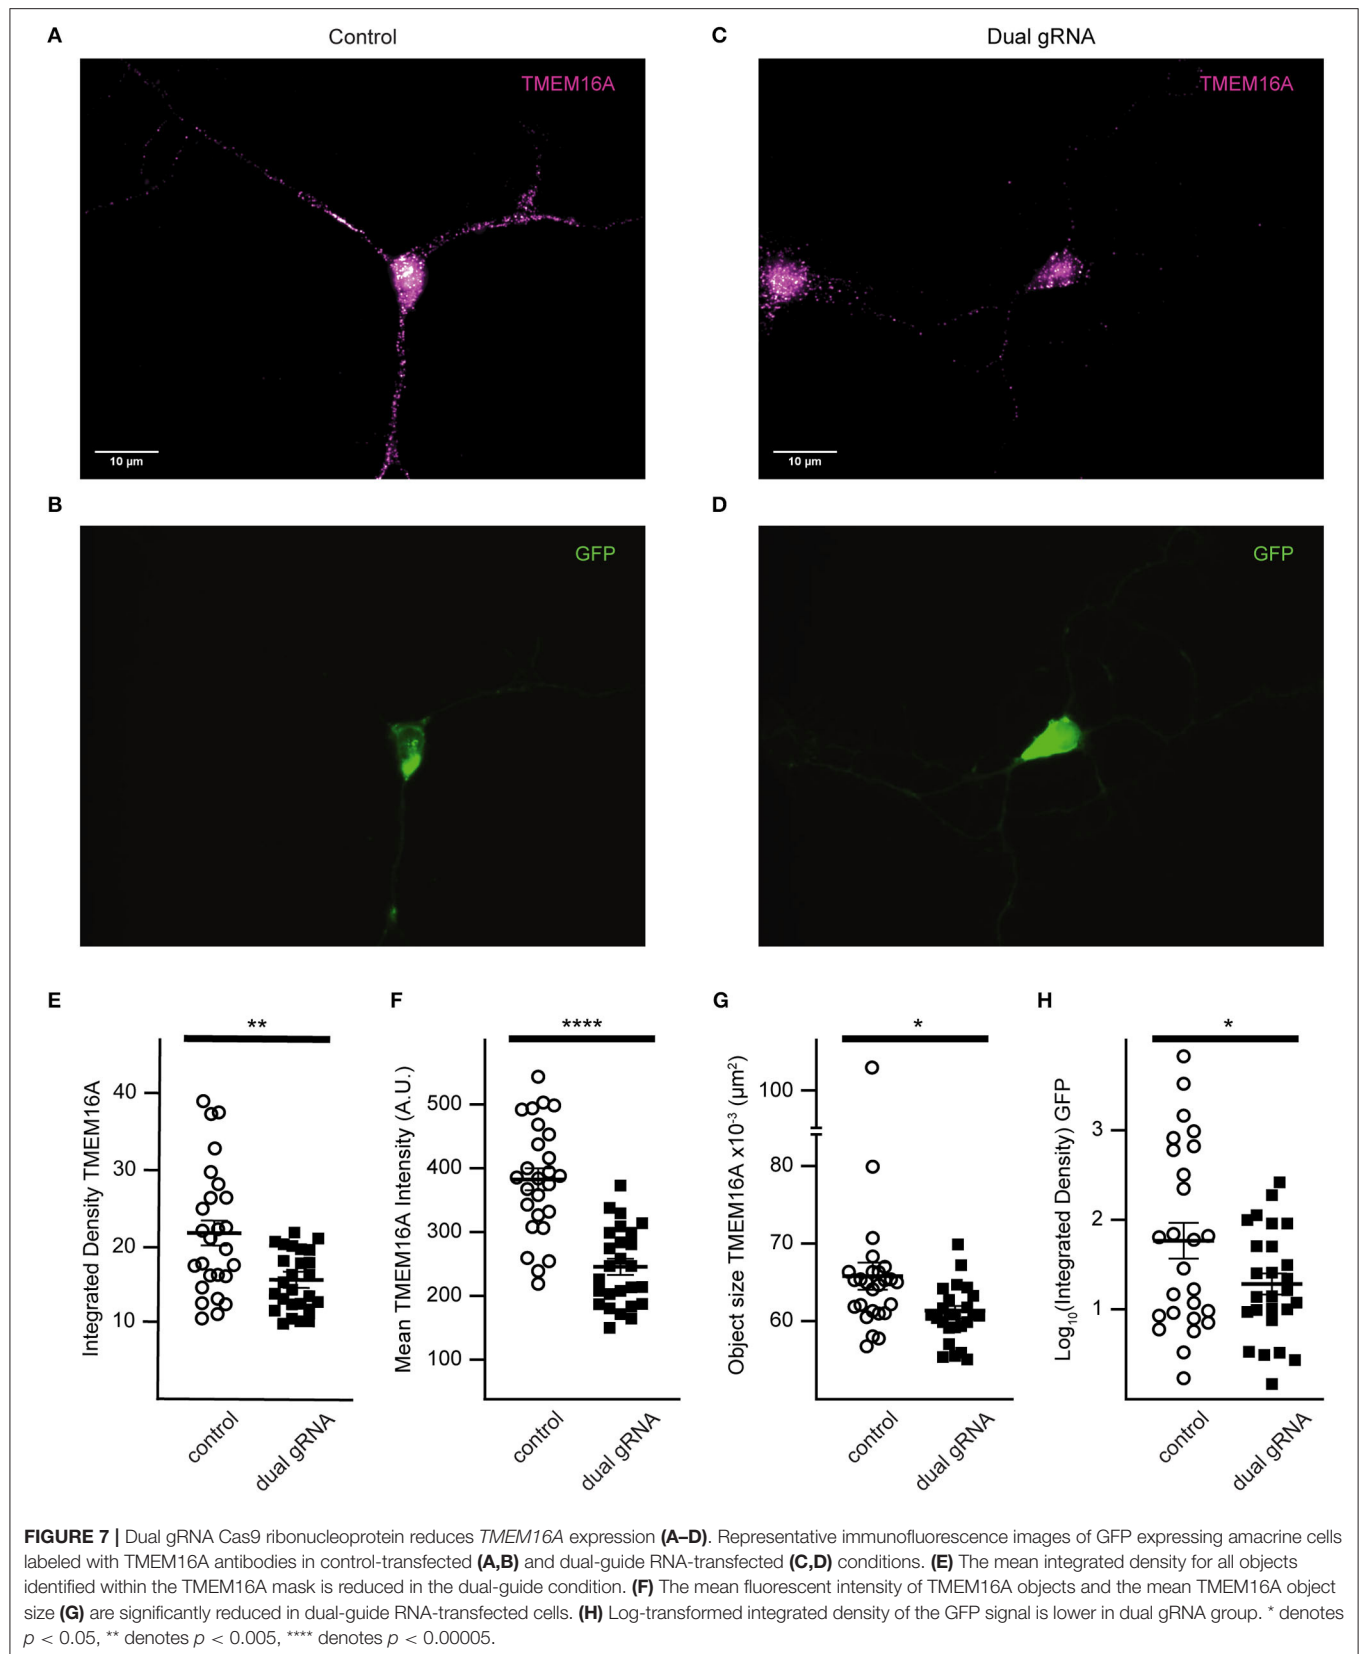 A
Control
C
Dual gRNA
TMEM16A
TMEM16A
10 µm
10 µm
B
D
GFP
GFP
E
F
G
H
**
****
*
*
Integrated Density TMEM16A
40
30
20
10
control
dual gRNA
Mean TMEM16A Intensity (A.U.)
500
400
300
200
100
control
dual gRNA
Object size TMEM16A x10⁻³ (µm²)
100
80
70
60
control
dual gRNA
Log₁₀(Integrated Density) GFP
3
2
1
control
dual gRNA
FIGURE 7 | Dual gRNA Cas9 ribonucleoprotein reduces TMEM16A expression (A–D). Representative immunofluorescence images of GFP expressing amacrine cells
labeled with TMEM16A antibodies in control-transfected (A,B) and dual-guide RNA-transfected (C,D) conditions. (E) The mean integrated density for all objects
identified within the TMEM16A mask is reduced in the dual-guide condition. (F) The mean fluorescent intensity of TMEM16A objects and the mean TMEM16A object
size (G) are significantly reduced in dual-guide RNA-transfected cells. (H) Log-transformed integrated density of the GFP signal is lower in dual gRNA group. * denotes
p < 0.05, ** denotes p < 0.005, **** denotes p < 0.00005.